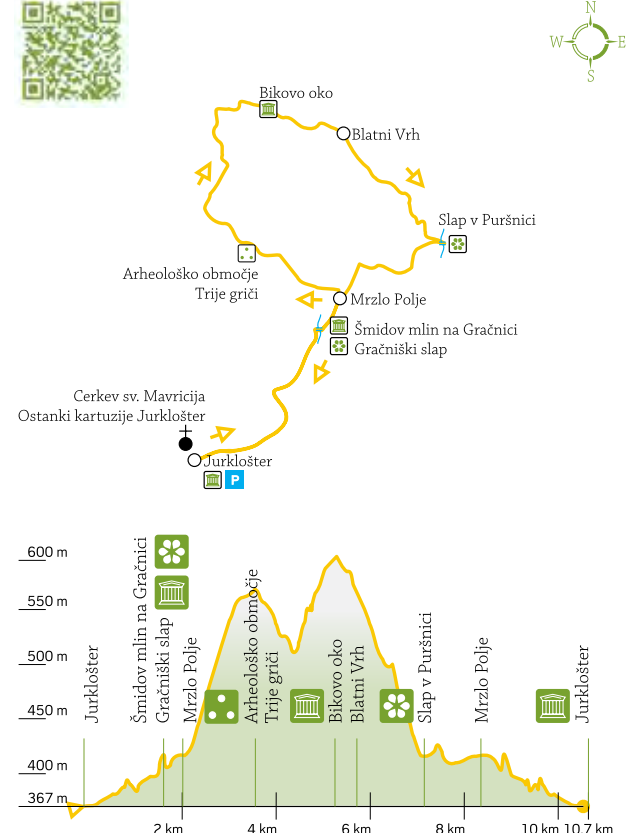 N
W E
S
Bikovo oko
Blatni Vrh
Slap v Puršnici
Arheološko območje
Trije griči
Mrzlo Polje
Šmidov mlin na Gračnici
Gračniški slap
Cerkev sv. Mavricija
Ostanki kartuzije Jurklošter
Jurklošter
P
600 m
550 m
500 m
450 m
400 m
367 m
Jurklošter
Šmidov mlin na Gračnici
Gračniški slap
Mrzlo Polje
Arheološko območje
Trije griči
Bikovo oko
Blatni Vrh
Slap v Puršnici
Mrzlo Polje
Jurklošter
2 km 4 km 6 km 8 km 10 km 10.7 km